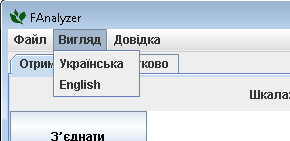 FAnalyzer
Файл Вигляд Довідка
Українська
English
Шкала:
З'єднати